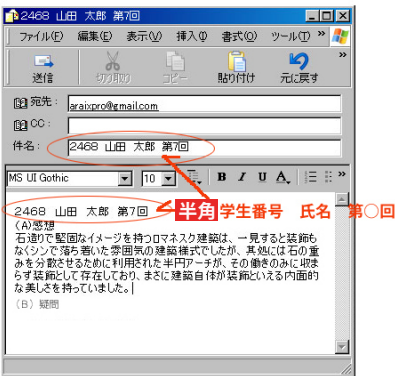 2468 山田 太郎 第7回
ファイル(F) 編集(E) 表示(V) 挿入(I) 書式(O) ツール(T) »
送信 切り取り コピー 貼り付け 元に戻す »
宛先: araixpro@gmail.com
CC:
件名: 2468 山田 太郎 第7回
MS UI Gothic 10 B I U A »
2468 山田 太郎 第7回 半角学生番号 氏名 第○回
(A)感想
石造りで堅固なイメージを持つロマネスク建築は、一見すると装飾も
なくシンで落ち着いた雰囲気の建築様式でしたが、其処には石の重
みを分散させるために利用された半円アーチが、その働きのみに収ま
らず装飾として存在しており、まさに建築自体が装飾といえる内面的
な美しさを持っていました。
(B) 疑問